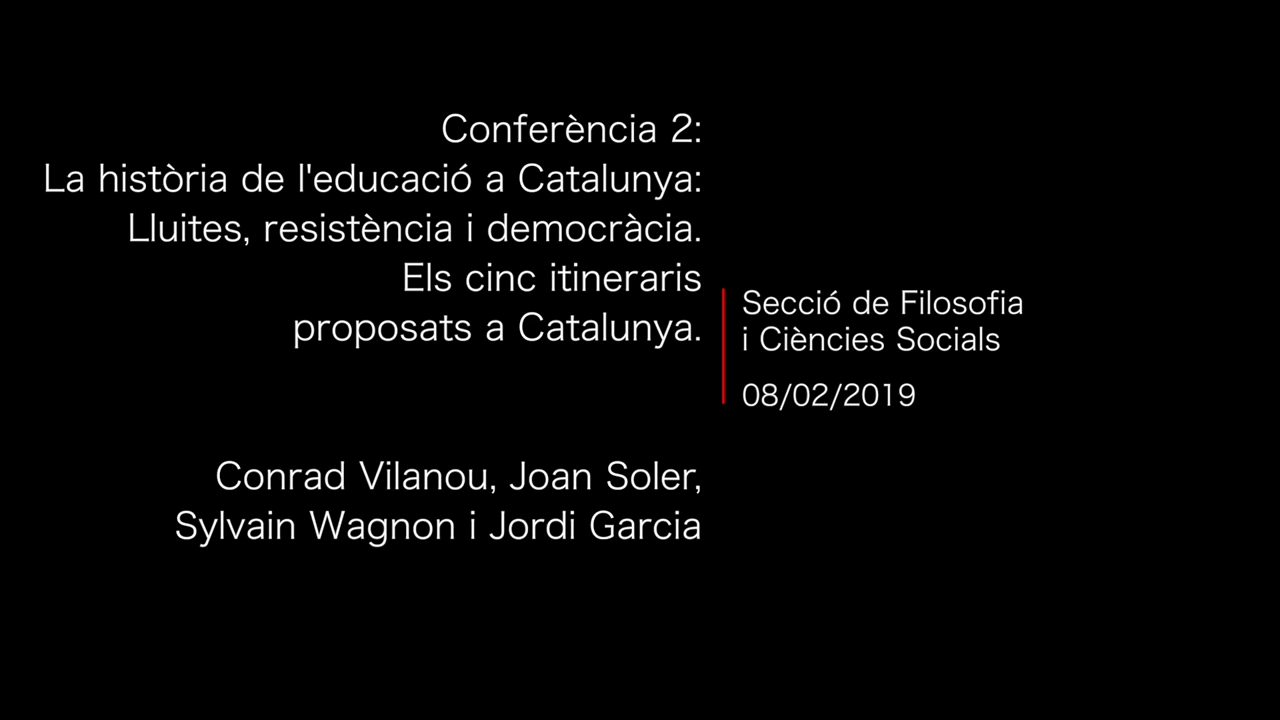 Conferència 2:
La història de l'educació a Catalunya:
Lluites, resistència i democràcia.
Els cinc itineraris
proposats a Catalunya.
Conrad Vilanou, Joan Soler,
Sylvain Wagnon i Jordi Garcia
Secció de Filosofia
i Ciències Socials
08/02/2019